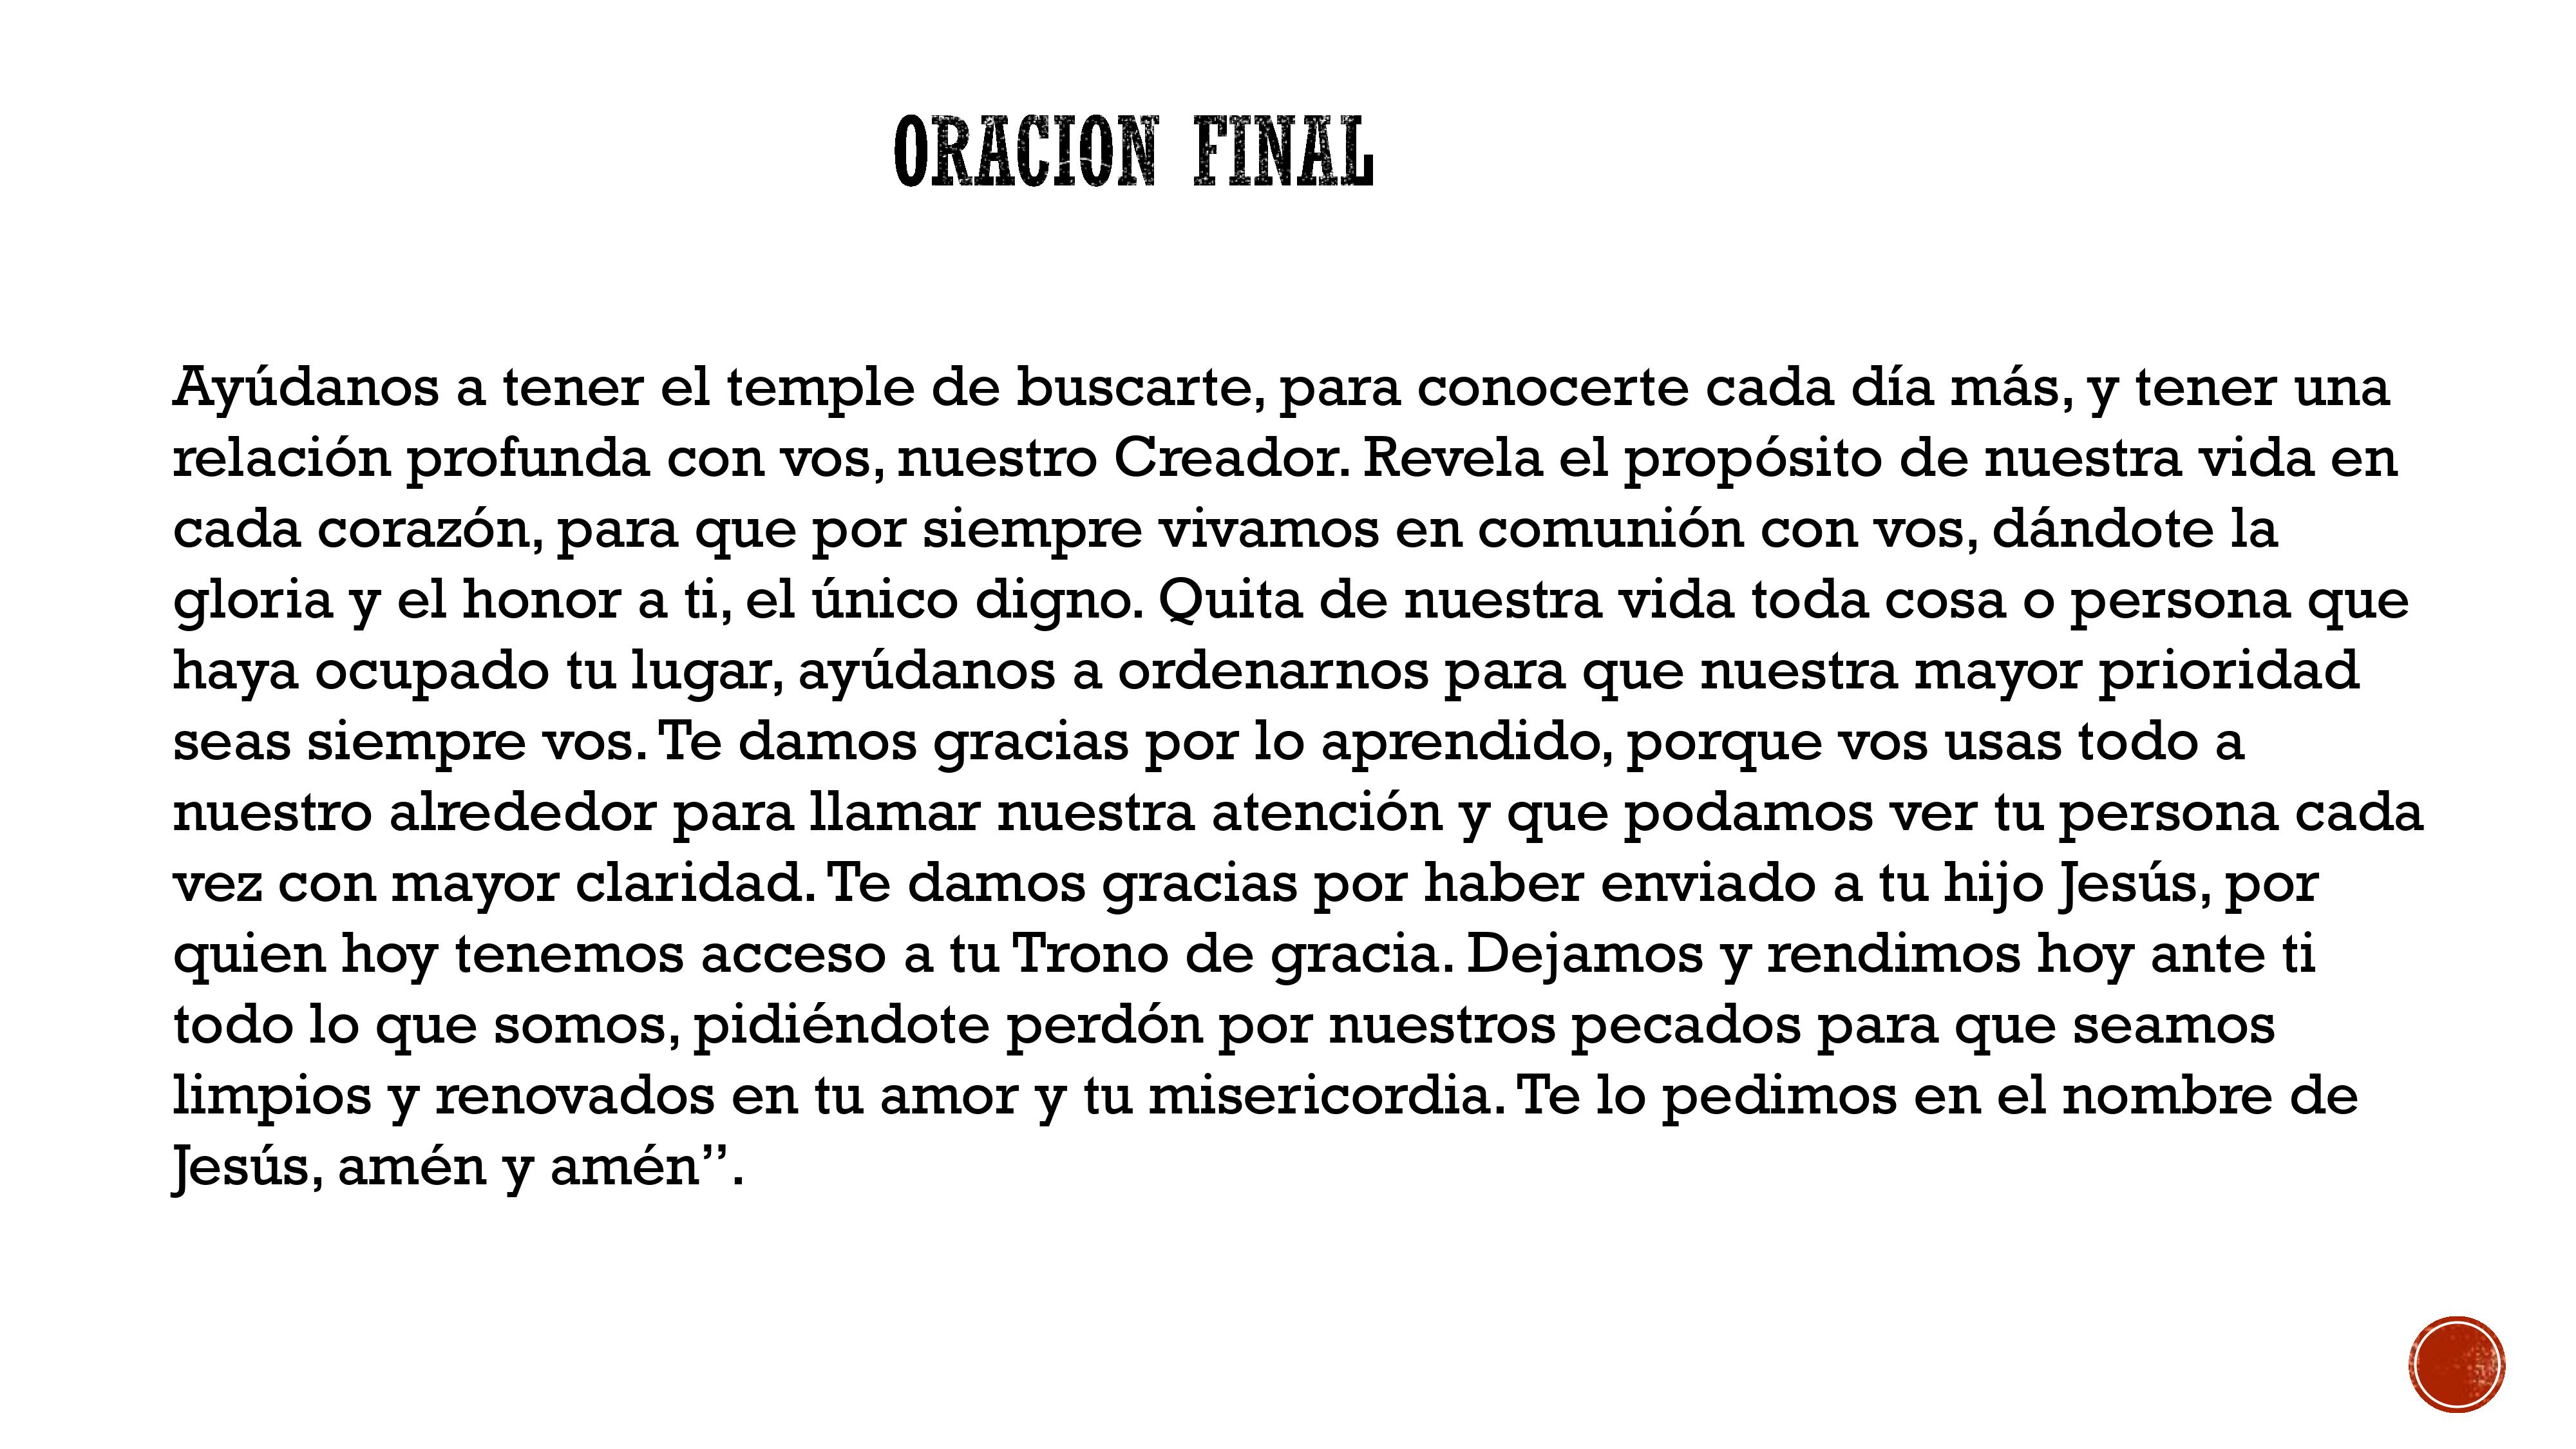 ORACION FINAL
Ayúdanos a tener el temple de buscarte, para conocerte cada día más, y tener una
relación profunda con vos, nuestro Creador. Revela el propósito de nuestra vida en
cada corazón, para que por siempre vivamos en comunión con vos, dándote la
gloria y el honor a ti, el único digno. Quita de nuestra vida toda cosa o persona que
haya ocupado tu lugar, ayúdanos a ordenarnos para que nuestra mayor prioridad
seas siempre vos. Te damos gracias por lo aprendido, porque vos usas todo a
nuestro alrededor para llamar nuestra atención y que podamos ver tu persona cada
vez con mayor claridad. Te damos gracias por haber enviado a tu hijo Jesús, por
quien hoy tenemos acceso a tu Trono de gracia. Dejamos y rendimos hoy ante ti
todo lo que somos, pidiéndote perdón por nuestros pecados para que seamos
limpios y renovados en tu amor y tu misericordia. Te lo pedimos en el nombre de
Jesús, amén y amén”.